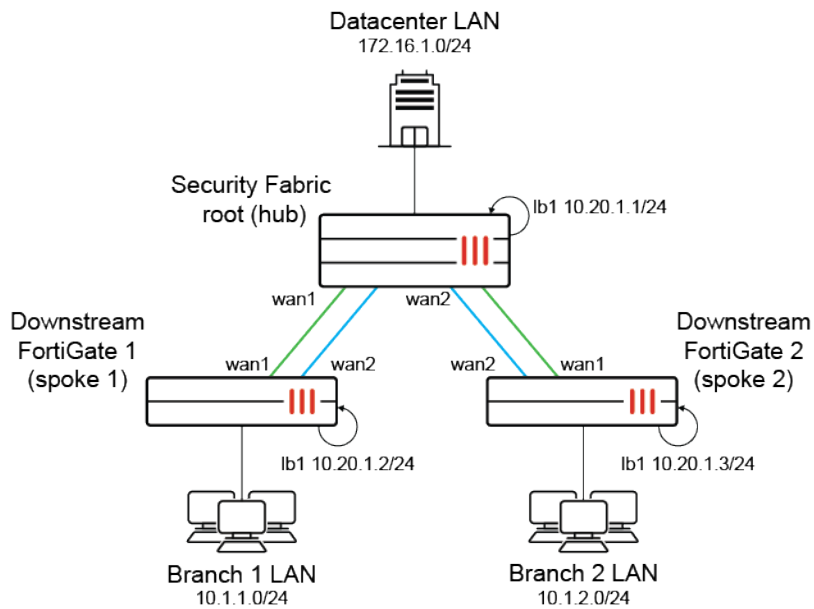 Datacenter LAN
172.16.1.0/24
Security Fabric
root (hub)
lb1 10.20.1.1/24
wan1
wan2
Downstream
FortiGate 1
(spoke 1)
wan1
wan2
wan2
wan1
Downstream
FortiGate 2
(spoke 2)
lb1 10.20.1.2/24
lb1 10.20.1.3/24
Branch 1 LAN
10.1.1.0/24
Branch 2 LAN
10.1.2.0/24